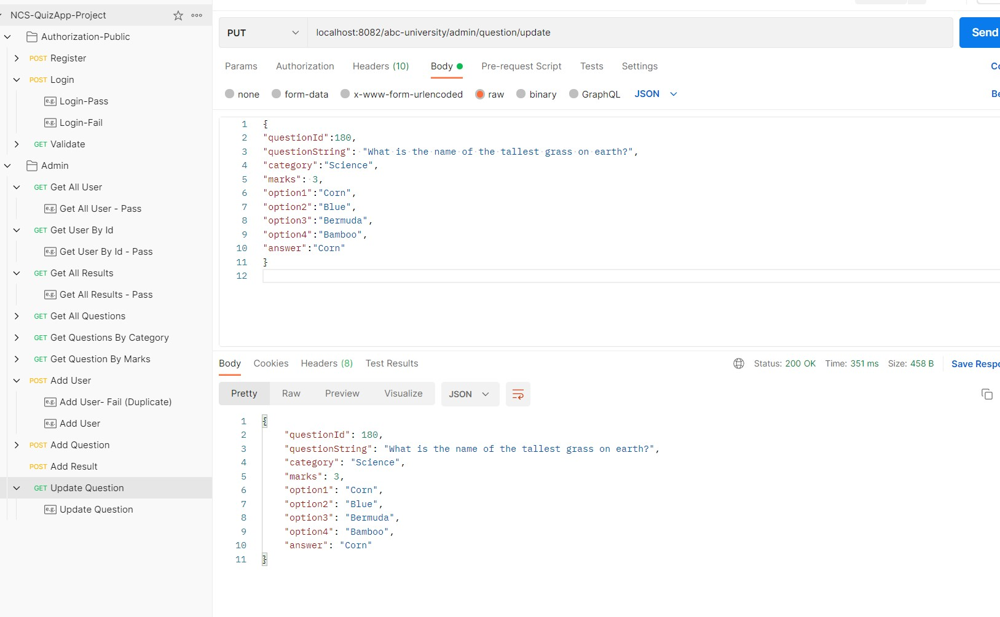 NCS-QuizApp-Project
Authorization-Public
POST Register
POST Login
e.g. Login-Pass
e.g. Login-Fail
GET Validate
Admin
GET Get All User
e.g. Get All User - Pass
GET Get User By Id
e.g. Get User By Id - Pass
GET Get All Results
e.g. Get All Results - Pass
GET Get All Questions
GET Get Questions By Category
GET Get Question By Marks
POST Add User
e.g. Add User- Fail (Duplicate)
e.g. Add User
POST Add Question
POST Add Result
GET Update Question
e.g. Update Question
PUT localhost:8082/abc-university/admin/question/update Send
Params Authorization Headers (10) Body Pre-request Script Tests Settings Co
none form-data x-www-form-urlencoded raw binary GraphQL JSON Be
1 {
2 "questionId":180,
3 "questionString": "What is the name of the tallest grass on earth?",
4 "category":"Science",
5 "marks": 3,
6 "option1":"Corn",
7 "option2":"Blue",
8 "option3":"Bermuda",
9 "option4":"Bamboo",
10 "answer":"Corn"
11 }
12
Body Cookies Headers (8) Test Results Status: 200 OK Time: 351 ms Size: 458 B Save Respo
Pretty Raw Preview Visualize JSON
1 {
2 "questionId": 180,
3 "questionString": "What is the name of the tallest grass on earth?",
4 "category": "Science",
5 "marks": 3,
6 "option1": "Corn",
7 "option2": "Blue",
8 "option3": "Bermuda",
9 "option4": "Bamboo",
10 "answer": "Corn"
11 }